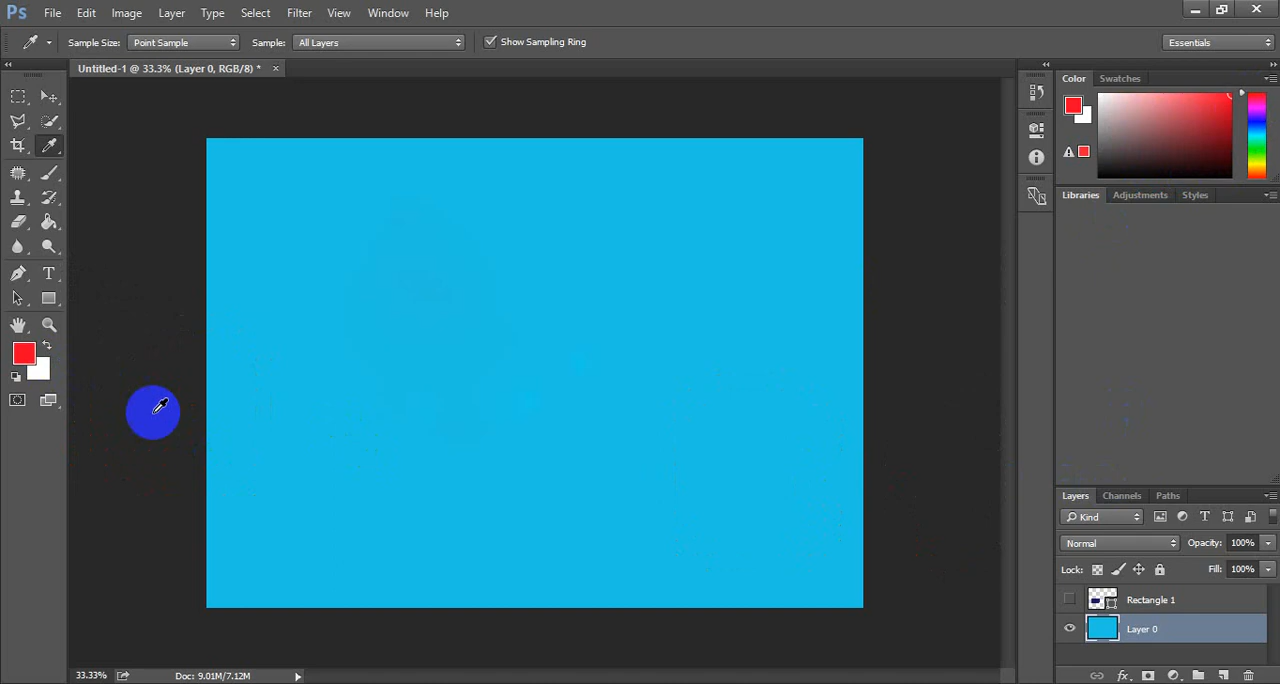 Ps File Edit Image Layer Type Select Filter View Window Help
Sample Size: Point Sample Sample: All Layers Show Sampling Ring Essentials
Untitled-1 @ 33.3% (Layer 0, RGB/8) * ×
Color Swatches
Libraries Adjustments Styles
T
Layers Channels Paths
Kind T
Normal Opacity: 100%
Lock: Fill: 100%
Rectangle 1
Layer 0
33.33% Doc: 9.01M/7.12M fx